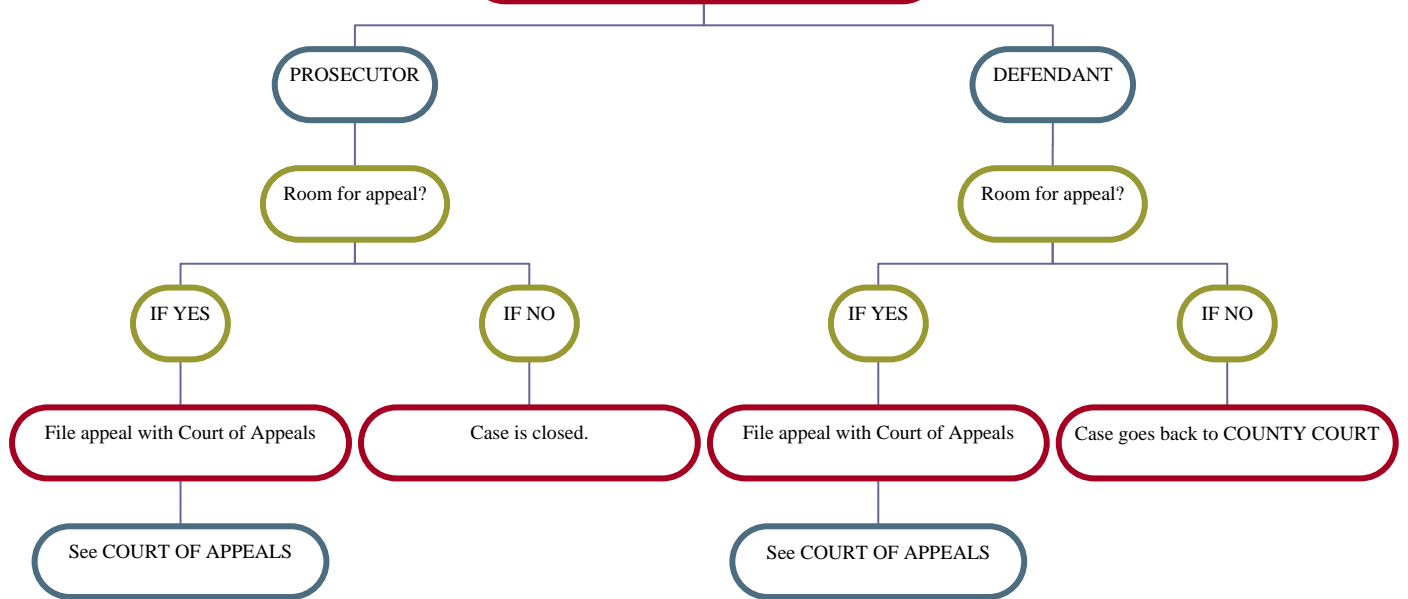 PROSECUTOR
DEFENDANT
Room for appeal?
Room for appeal?
IF YES
IF NO
IF YES
IF NO
File appeal with Court of Appeals
Case is closed.
File appeal with Court of Appeals
Case goes back to COUNTY COURT
See COURT OF APPEALS
See COURT OF APPEALS